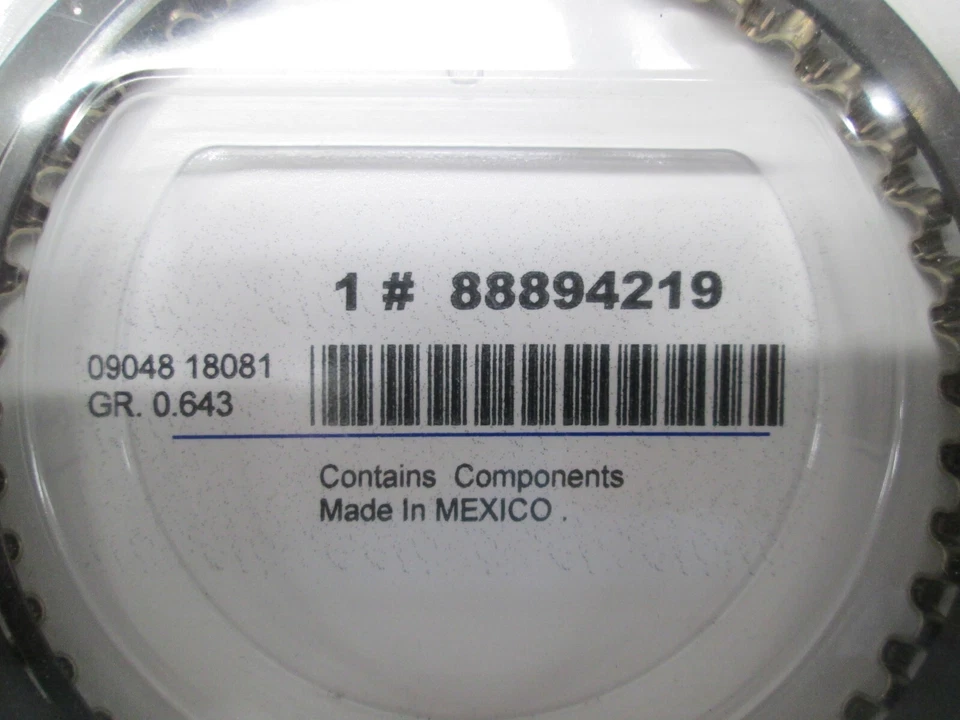 1 # 88894219
09048 18081
GR. 0.643
Contains Components
Made In MEXICO .